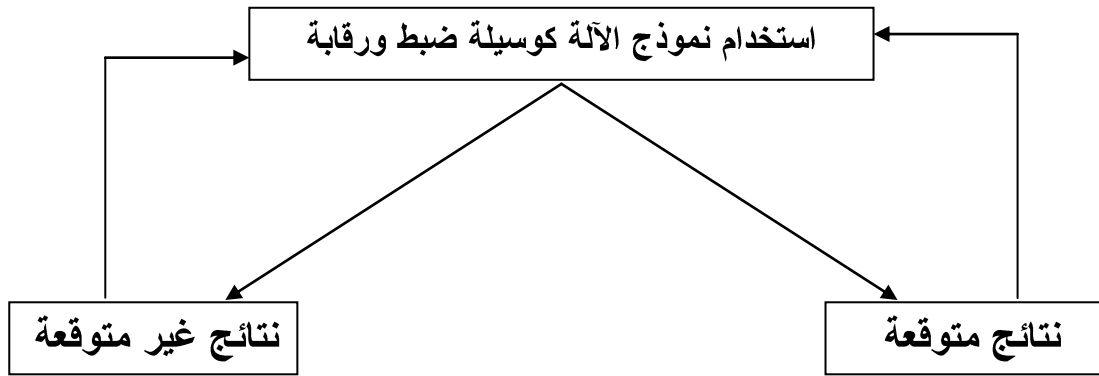 استخدام نموذج الآلة كوسيلة ضبط ورقابة
نتائج متوقعة
نتائج غير متوقعة